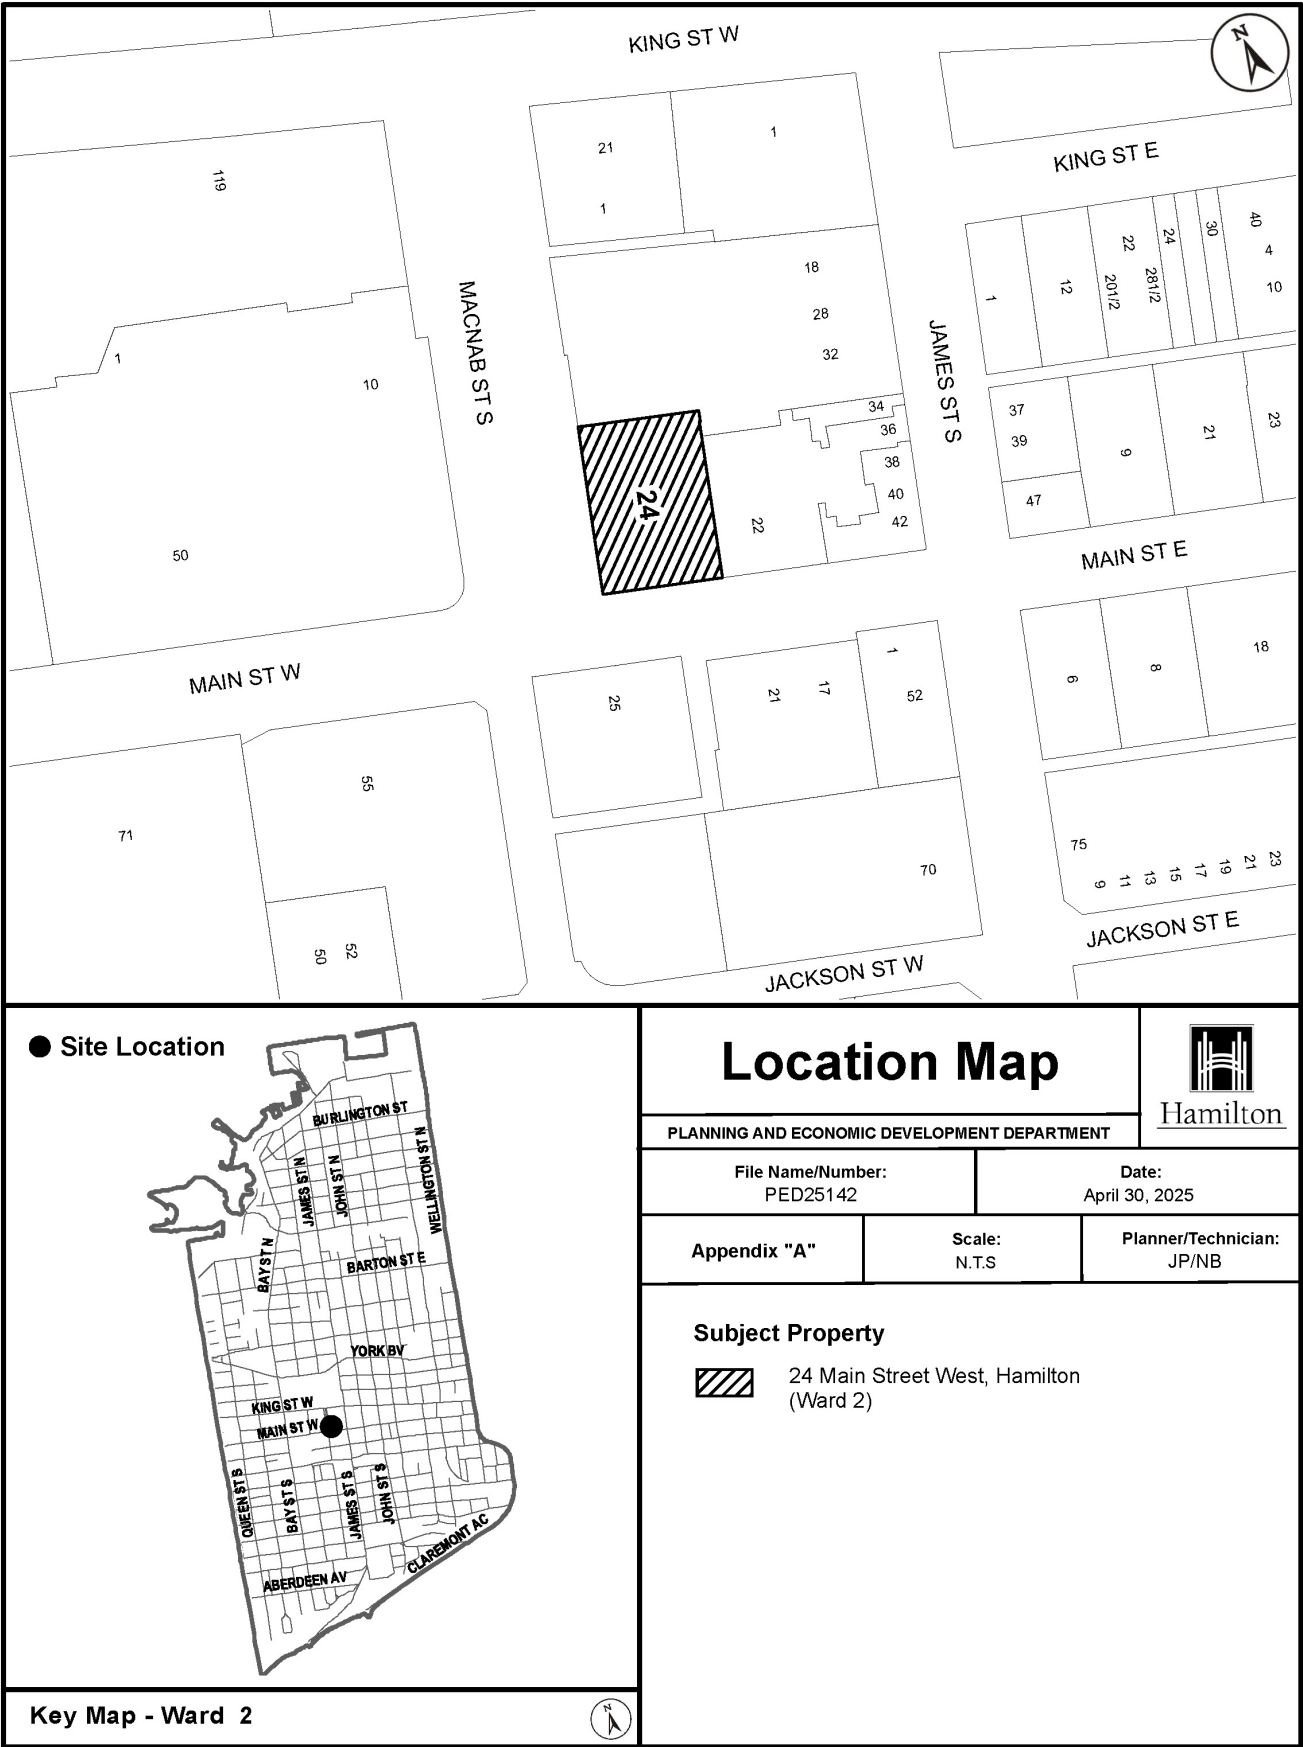 KING ST W
N
21
1
1
KING ST E
119
MACNAB ST S
18
28
32
JAMES ST S
1
12
22
201/2
281/2
24
30
40
4
10
1
10
50
34
36
38
40
42
24
22
37
39
47
9
21
23
MAIN ST E
MAIN ST W
25
21
17
1
52
6
8
18
71
55
50
52
70
75
9
11
13
15
17
19
21
23
JACKSON ST E
JACKSON ST W
Site Location
BURLINGTON ST
JAMES ST N
JOHN ST N
WELLINGTON ST N
BAY ST N
BARTON ST E
YORK BV
KING ST W
MAIN ST W
QUEEN ST S
BAY ST S
JAMES ST S
JOHN ST S
CLAREMONT AC
ABERDEEN AV
Key Map - Ward 2
N
Location Map
Hamilton
PLANNING AND ECONOMIC DEVELOPMENT DEPARTMENT
File Name/Number:
PED25142
Date:
April 30, 2025
Appendix "A"
Scale:
N.T.S
Planner/Technician:
JP/NB
Subject Property
24 Main Street West, Hamilton
(Ward 2)